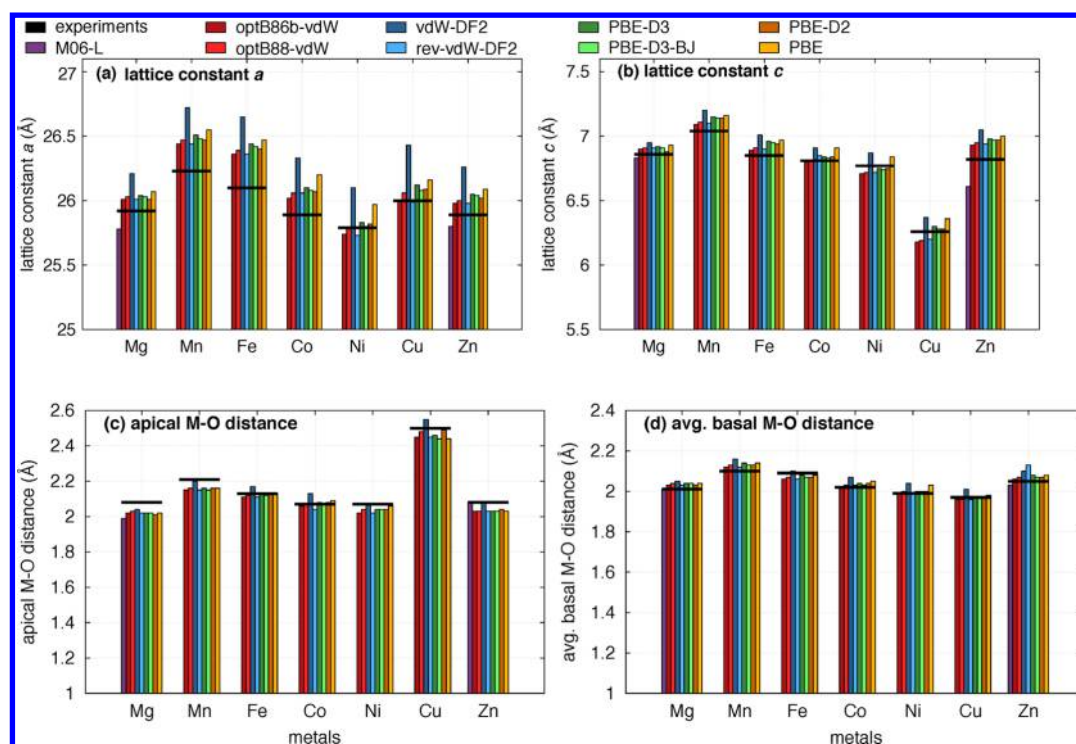 experiments optB86b-vdW vdW-DF2 PBE-D3 PBE-D2
M06-L optB88-vdW rev-vdW-DF2 PBE-D3-BJ PBE
(a) lattice constant a
lattice constant a (Å)
27
26.5
26
25.5
25
Mg Mn Fe Co Ni Cu Zn
(b) lattice constant c
lattice constant c (Å)
7.5
7
6.5
6
5.5
Mg Mn Fe Co Ni Cu Zn
(c) apical M-O distance
apical M-O distance (Å)
2.6
2.4
2.2
2
1.8
1.6
1.4
1.2
1
Mg Mn Fe Co Ni Cu Zn
metals
(d) avg. basal M-O distance
avg. basal M-O distance (Å)
2.4
2.2
2
1.8
1.6
1.4
1.2
1
Mg Mn Fe Co Ni Cu Zn
metals